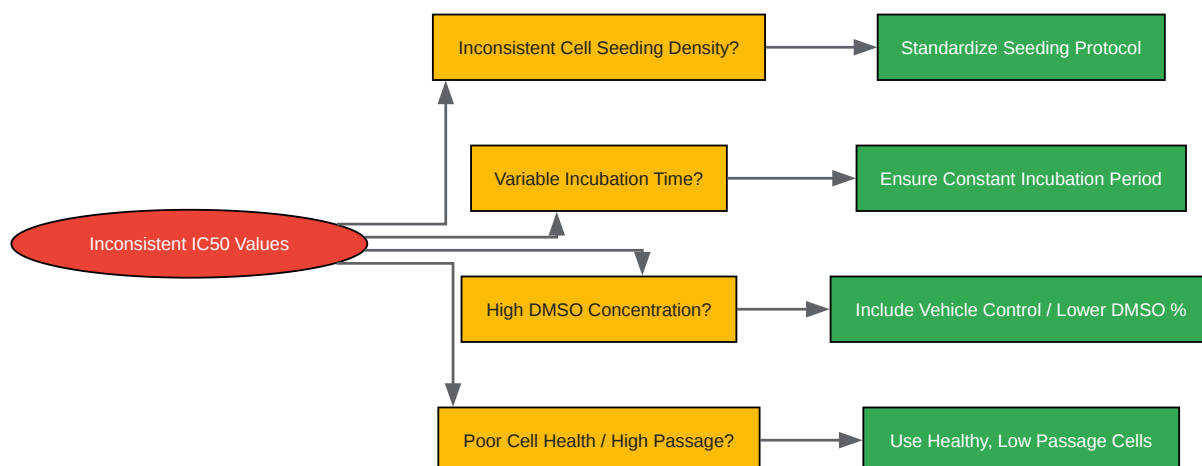 Inconsistent Cell Seeding Density?
Standardize Seeding Protocol
Variable Incubation Time?
Ensure Constant Incubation Period
Inconsistent IC50 Values
High DMSO Concentration?
Include Vehicle Control / Lower DMSO %
Poor Cell Health / High Passage?
Use Healthy, Low Passage Cells